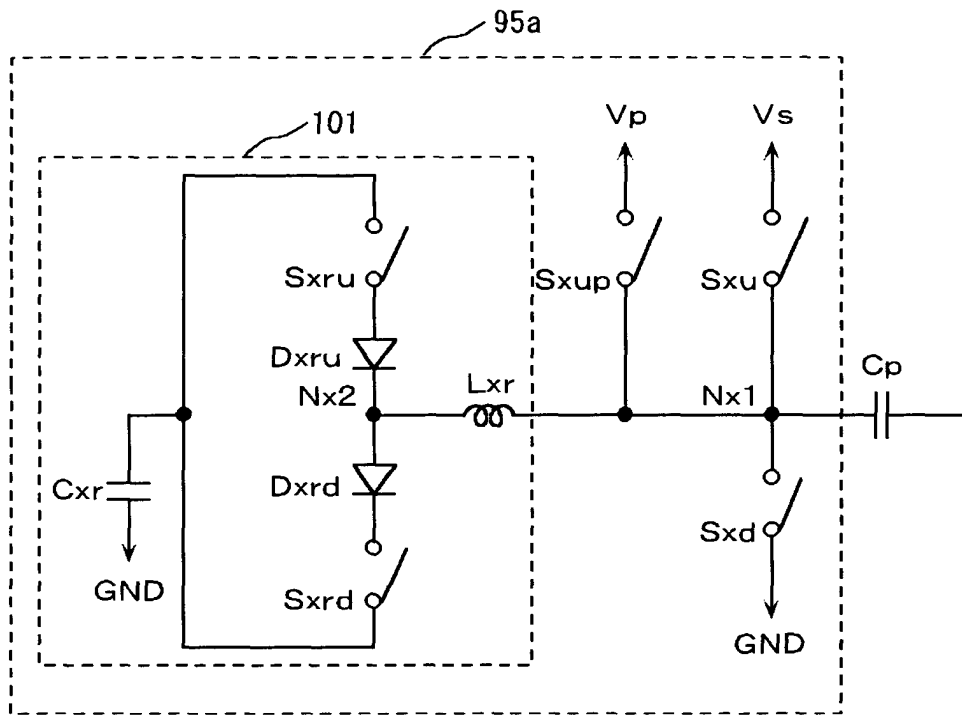 95a
101
Vp
Vs
Sxru
Sxup
Sxu
Dxru
Nx2
Lxr
Nx1
Cp
Cxr
Dxrd
Sxd
GND
Sxrd
GND